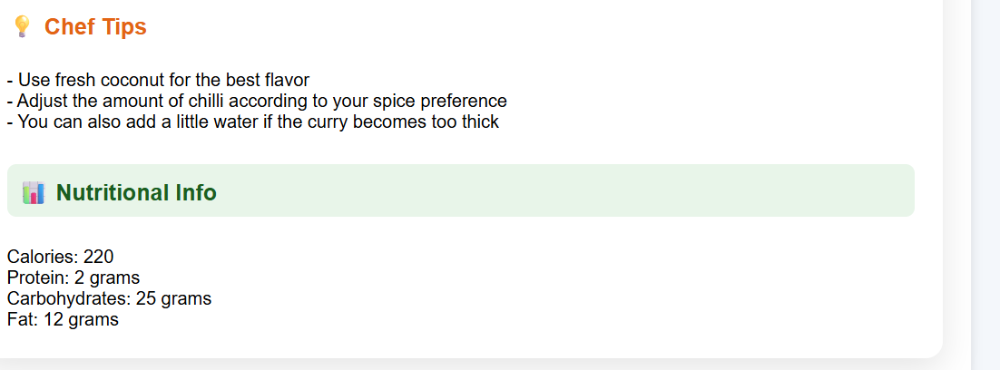 Chef Tips
- Use fresh coconut for the best flavor
- Adjust the amount of chilli according to your spice preference
- You can also add a little water if the curry becomes too thick
Nutritional Info
Calories: 220
Protein: 2 grams
Carbohydrates: 25 grams
Fat: 12 grams